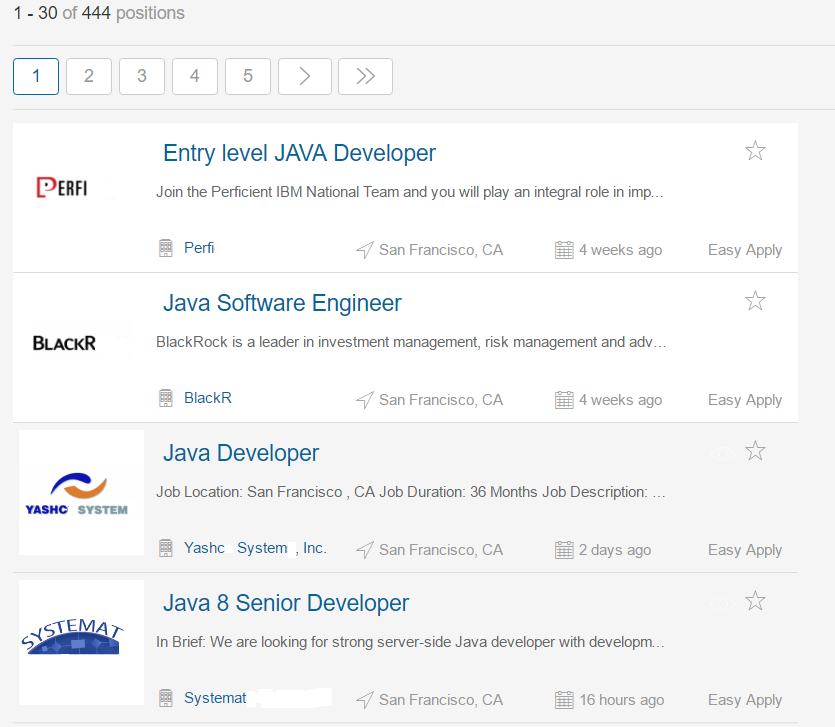 1 - 30 of 444 positions
1 2 3 4 5
Entry level JAVA Developer
PERFI
Join the Perficient IBM National Team and you will play an integral role in imp…
Perfi San Francisco, CA 4 weeks ago Easy Apply
Java Software Engineer
BLACKR
BlackRock is a leader in investment management, risk management and adv…
BlackR San Francisco, CA 4 weeks ago Easy Apply
Java Developer
Job Location: San Francisco , CA Job Duration: 36 Months Job Description: …
YASHC SYSTEM
Yashc System , Inc. San Francisco, CA 2 days ago Easy Apply
Java 8 Senior Developer
SYSTEMAT
In Brief: We are looking for strong server-side Java developer with developm…
Systemat San Francisco, CA 16 hours ago Easy Apply